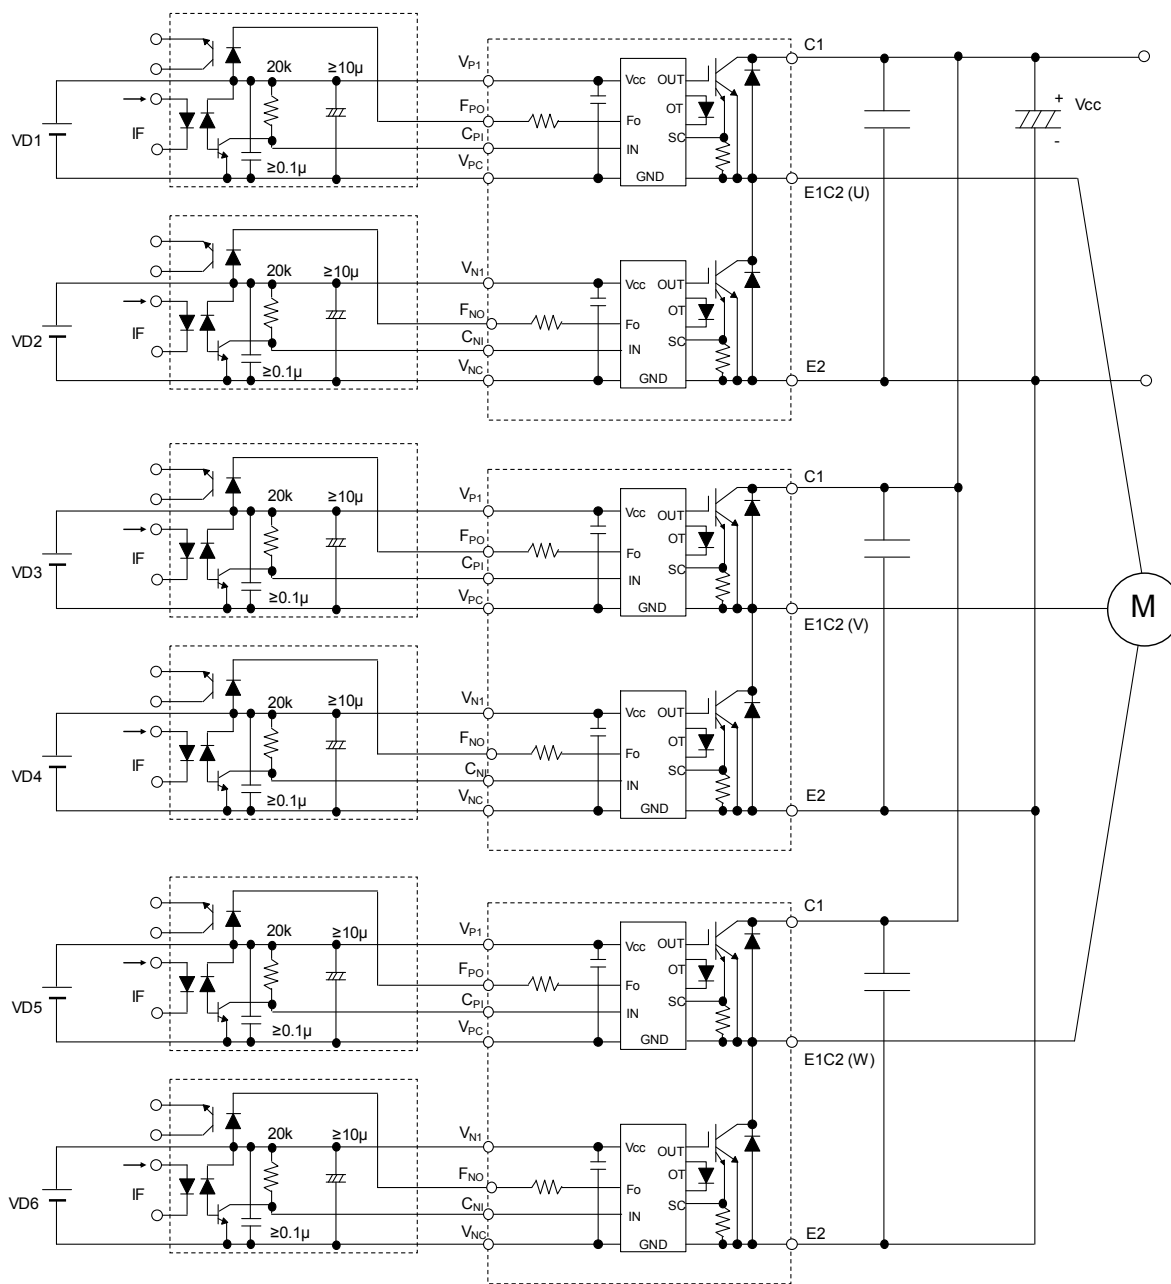 C1
VP1
20k ≥10µ
Vcc OUT
+ Vcc
FPO
OT
VD1 IF
Fo
CPI
SC
IN
-
VPC
≥0.1µ
GND
E1C2 (U)
20k ≥10µ
VN1
Vcc OUT
OT
FNO
Fo
VD2 IF
CNI
SC
IN
VNC
≥0.1µ
GND
E2
C1
VP1
20k ≥10µ
Vcc OUT
OT
FPO
Fo
VD3 IF
CPI
SC
IN
VPC
≥0.1µ
GND
M
E1C2 (V)
20k ≥10µ
VN1
Vcc OUT
OT
FNO
Fo
VD4 IF
CNI
SC
IN
VNC
≥0.1µ
GND
E2
C1
VP1
20k ≥10µ
Vcc OUT
OT
FPO
Fo
VD5 IF
CPI
SC
IN
VPC
≥0.1µ
GND
E1C2 (W)
20k ≥10µ
VN1
Vcc OUT
OT
FNO
Fo
VD6 IF
CNI
SC
IN
VNC
≥0.1µ
GND
E2